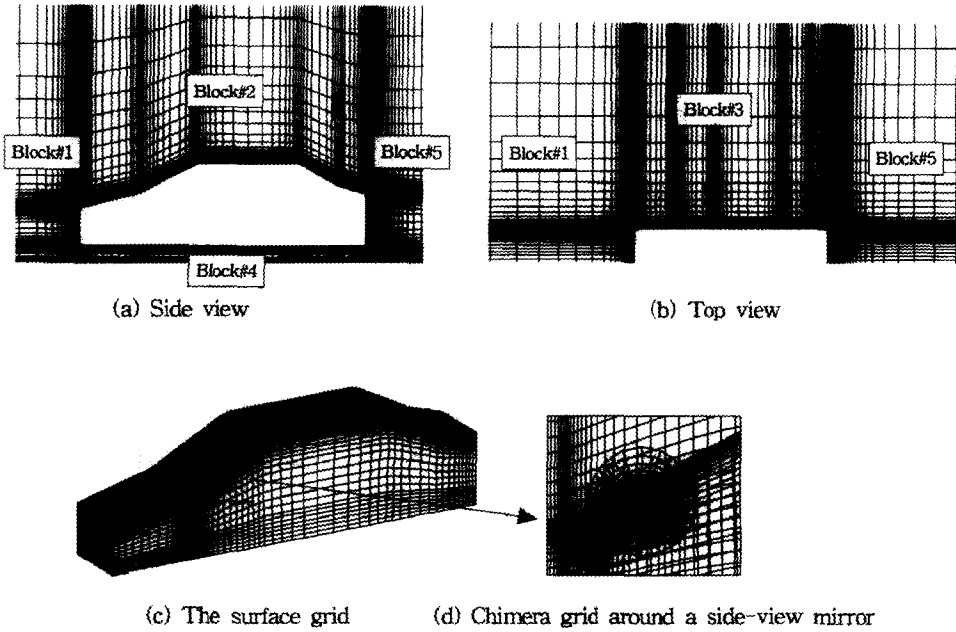 Block#2
Block#1
Block#5
Block#4
(a) Side view
Block#3
Block#1
Block#5
(b) Top view
(c) The surface grid
(d) Chimera grid around a side-view mirror